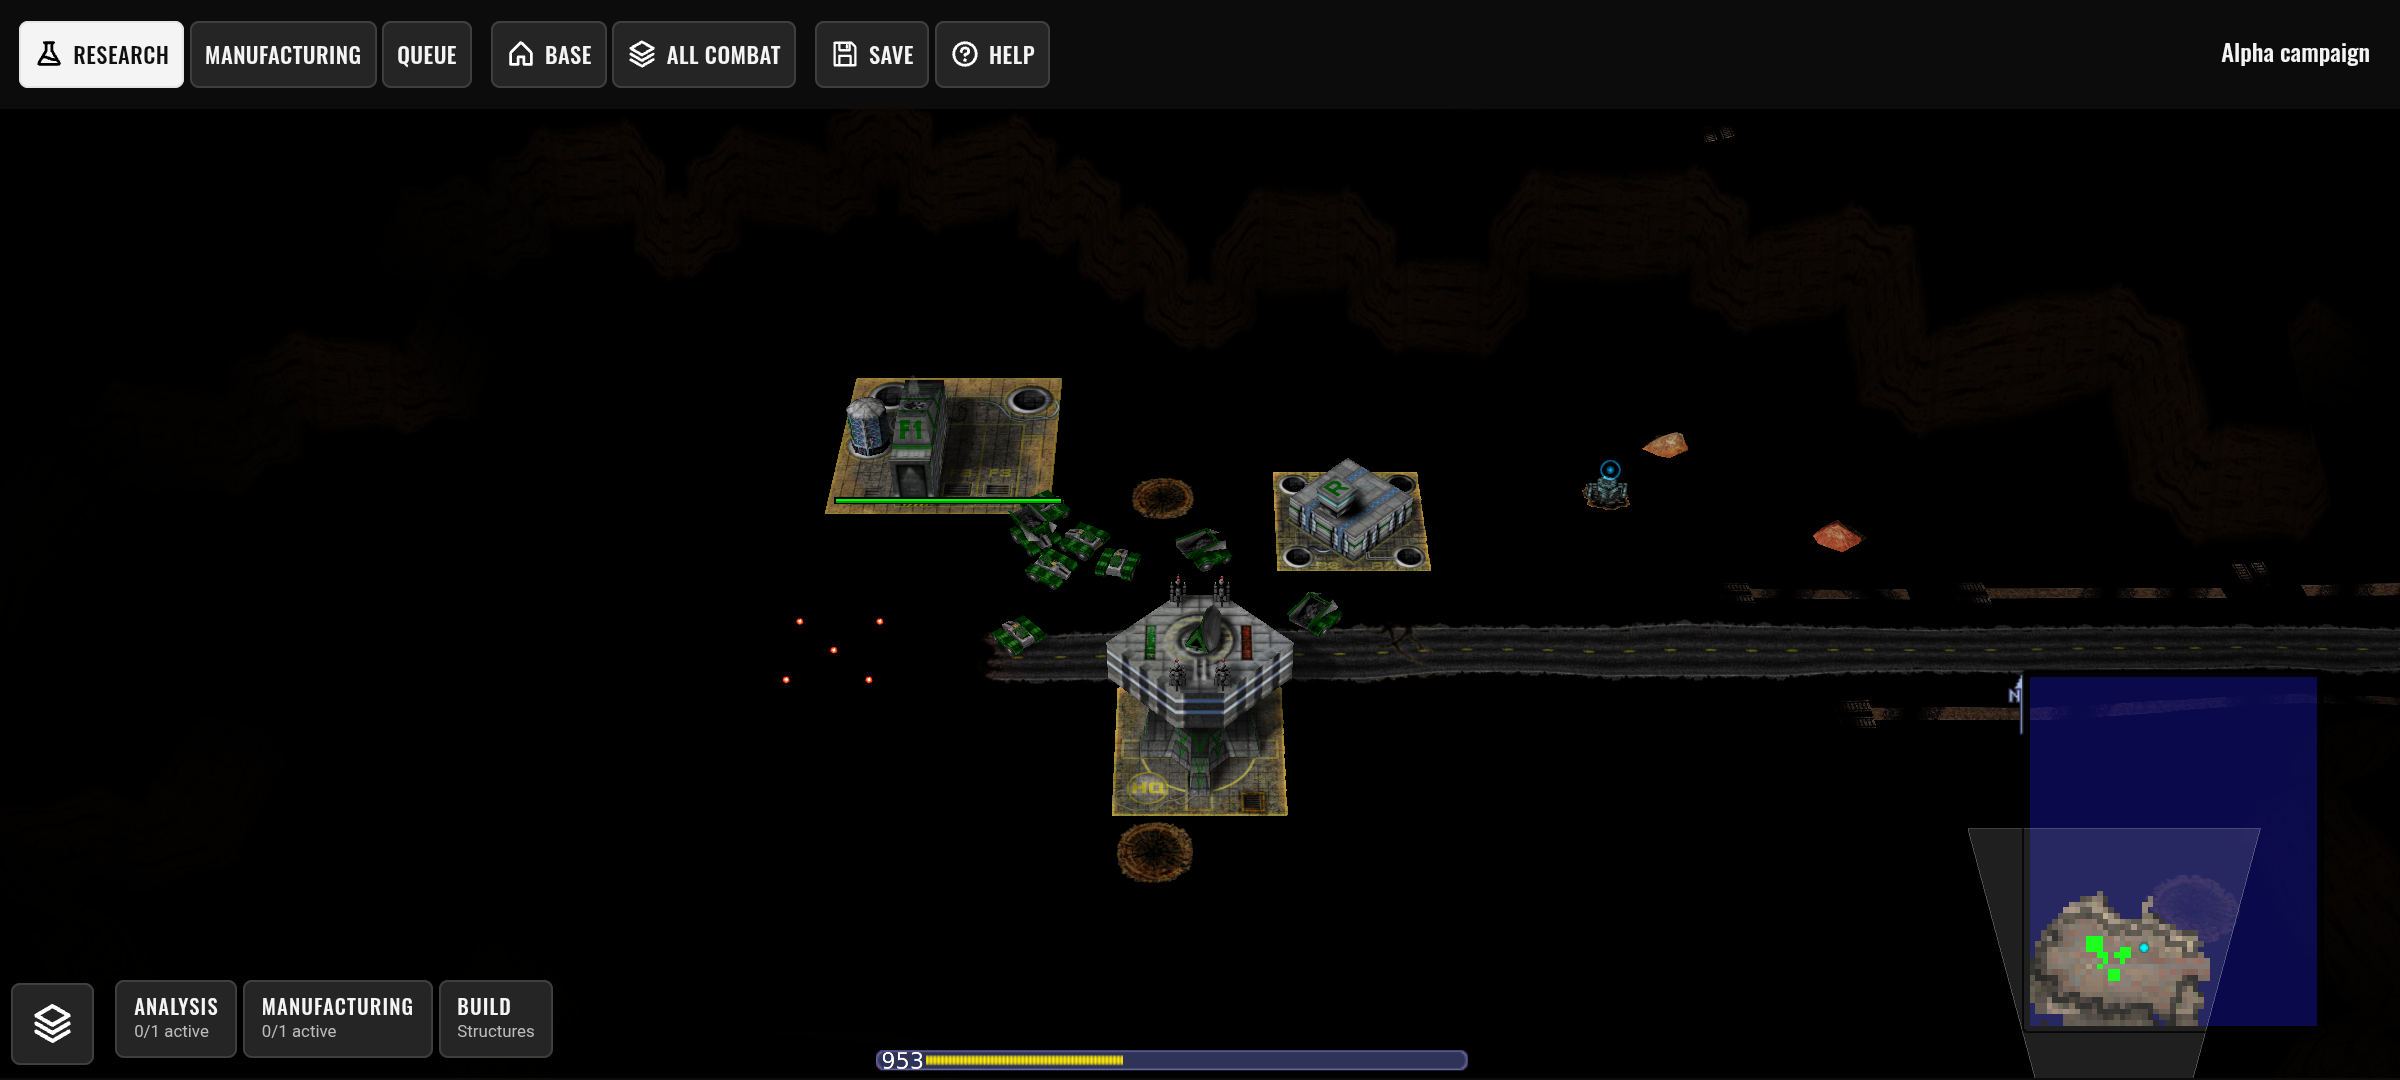 RESEARCH
MANUFACTURING
QUEUE
BASE
ALL COMBAT
SAVE
HELP
Alpha campaign
F1
R
HQ
N
ANALYSIS
0/1 active
MANUFACTURING
0/1 active
BUILD
Structures
953